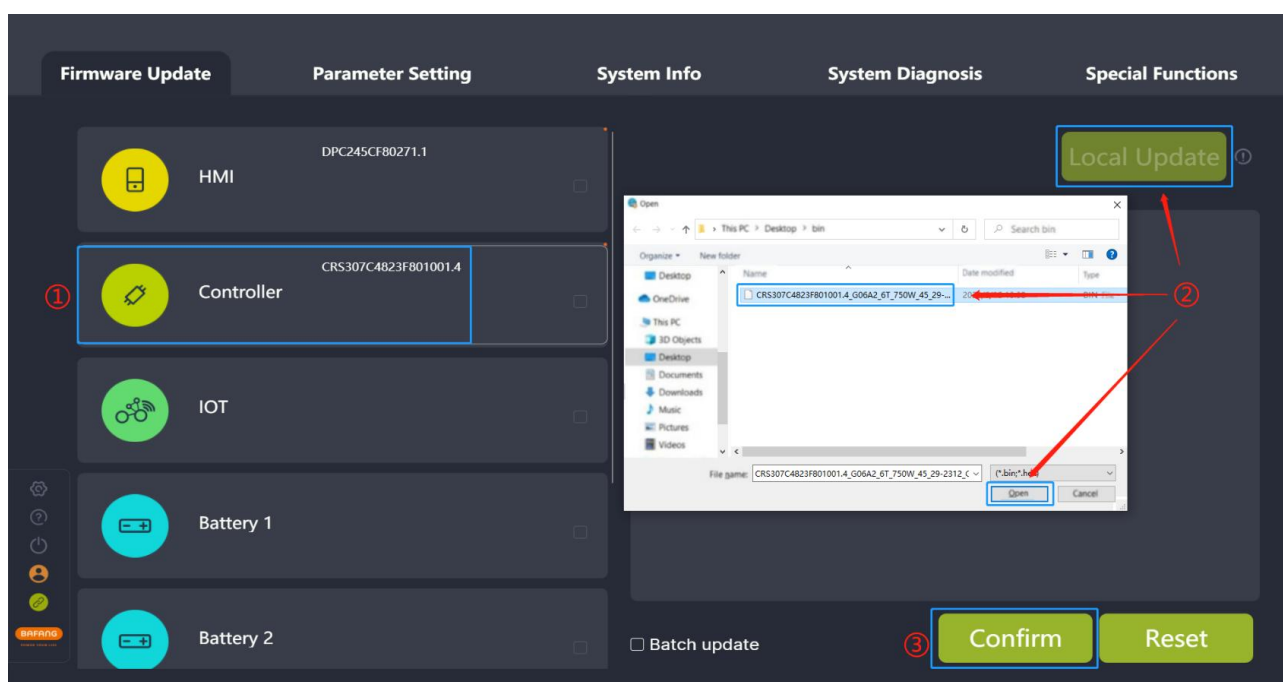 Firmware Update
Parameter Setting
System Info
System Diagnosis
Special Functions
HMI
DPC245CF80271.1
①
Controller
CRS307C4823F801001.4
IOT
Battery 1
Battery 2
BAFANG
Local Update
Open
This PC > Desktop > bin
Search bin
Organize
New folder
Name
Date modified
Type
Desktop
OneDrive
This PC
3D Objects
Desktop
Documents
Downloads
Music
Pictures
Videos
CRS307C4823F801001.4_G06A2_6T_750W_45_29-...
②
File game: CRS307C4823F801001.4_G06A2_6T_750W_45_29-2312_C
Open
Cancel
Batch update
③
Confirm
Reset